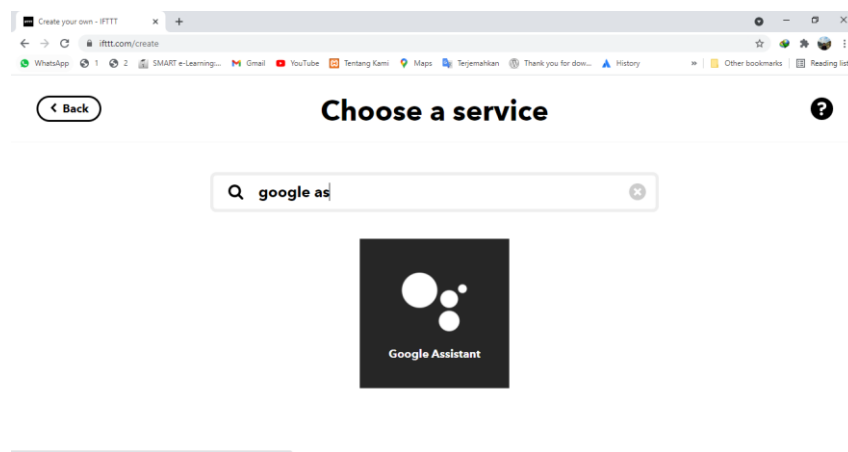 Create your own - IFTTT
ifttt.com/create
WhatsApp 1 2 SMART e-Learning:... Gmail YouTube Tentang Kami Maps Terjemahkan Thank you for dow... History » Other bookmarks Reading list
< Back
Choose a service
?
google as
Google Assistant